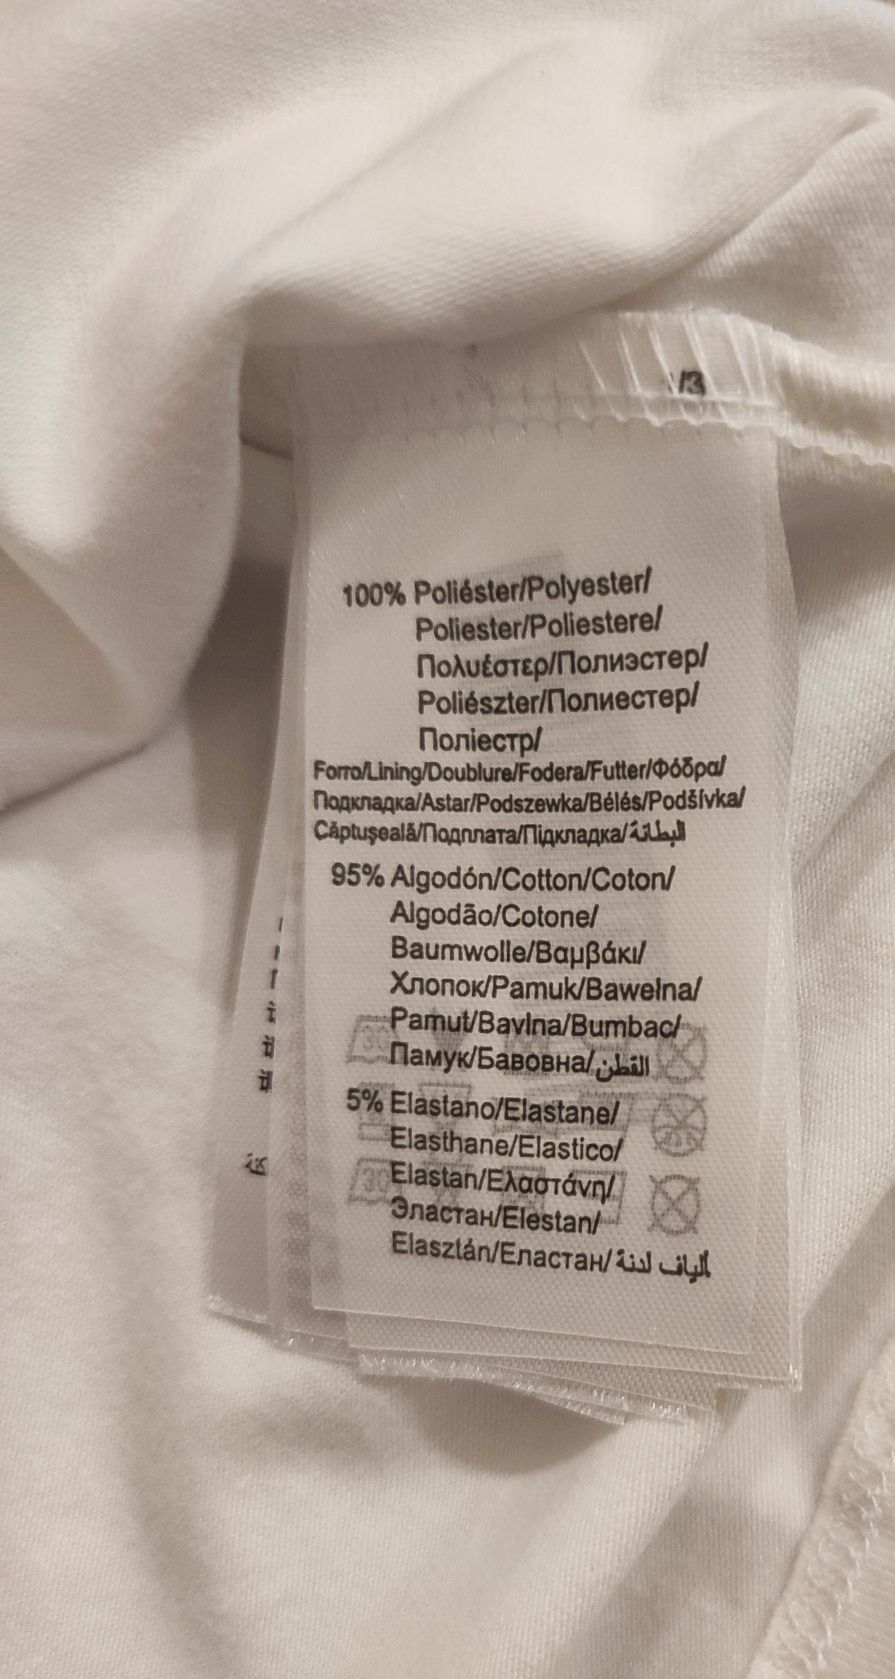 /3
100% Poliéster/Polyester/
Poliester/Poliestere/
Πολυέστερ/Полиэстер/
Poliészter/Полиестер/
Поліестр/
Forro/Lining/Doublure/Fodera/Futter/Φόδρα/
Подкладка/Astar/Podszewka/Bélés/Podšívka/
Căptuşeală/Подплата/Підкладка/البطانة
95% Algodón/Cotton/Coton/
Algodão/Cotone/
Baumwolle/Βαμβάκι/
Хлопок/Pamuk/Bawełna/
Pamut/Bavlna/Bumbac/
Памук/Бавовна/القطن
5% Elastano/Elastane/
Elasthane/Elastico/
Elastan/Ελαστάνη/
Эластан/Elestan/
Elasztán/Еластан/ألياف لدنة